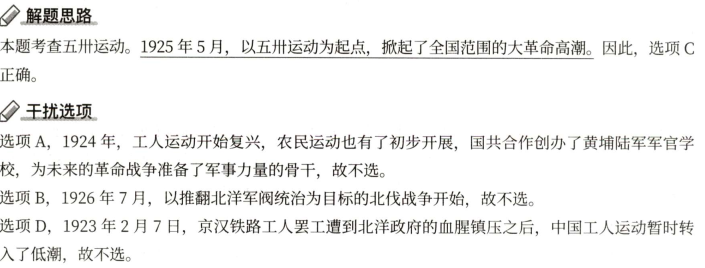 解题思路
本题考查五卅运动。1925 年 5 月，以五卅运动为起点，掀起了全国范围的大革命高潮。因此，选项 C
正确。
干扰选项
选项 A，1924 年，工人运动开始复兴，农民运动也有了初步开展，国共合作创办了黄埔陆军军官学
校，为未来的革命战争准备了军事力量的骨干，故不选。
选项 B，1926 年 7 月，以推翻北洋军阀统治为目标的北伐战争开始，故不选。
选项 D，1923 年 2 月 7 日，京汉铁路工人罢工遭到北洋政府的血腥镇压之后，中国工人运动暂时转
入了低潮，故不选。